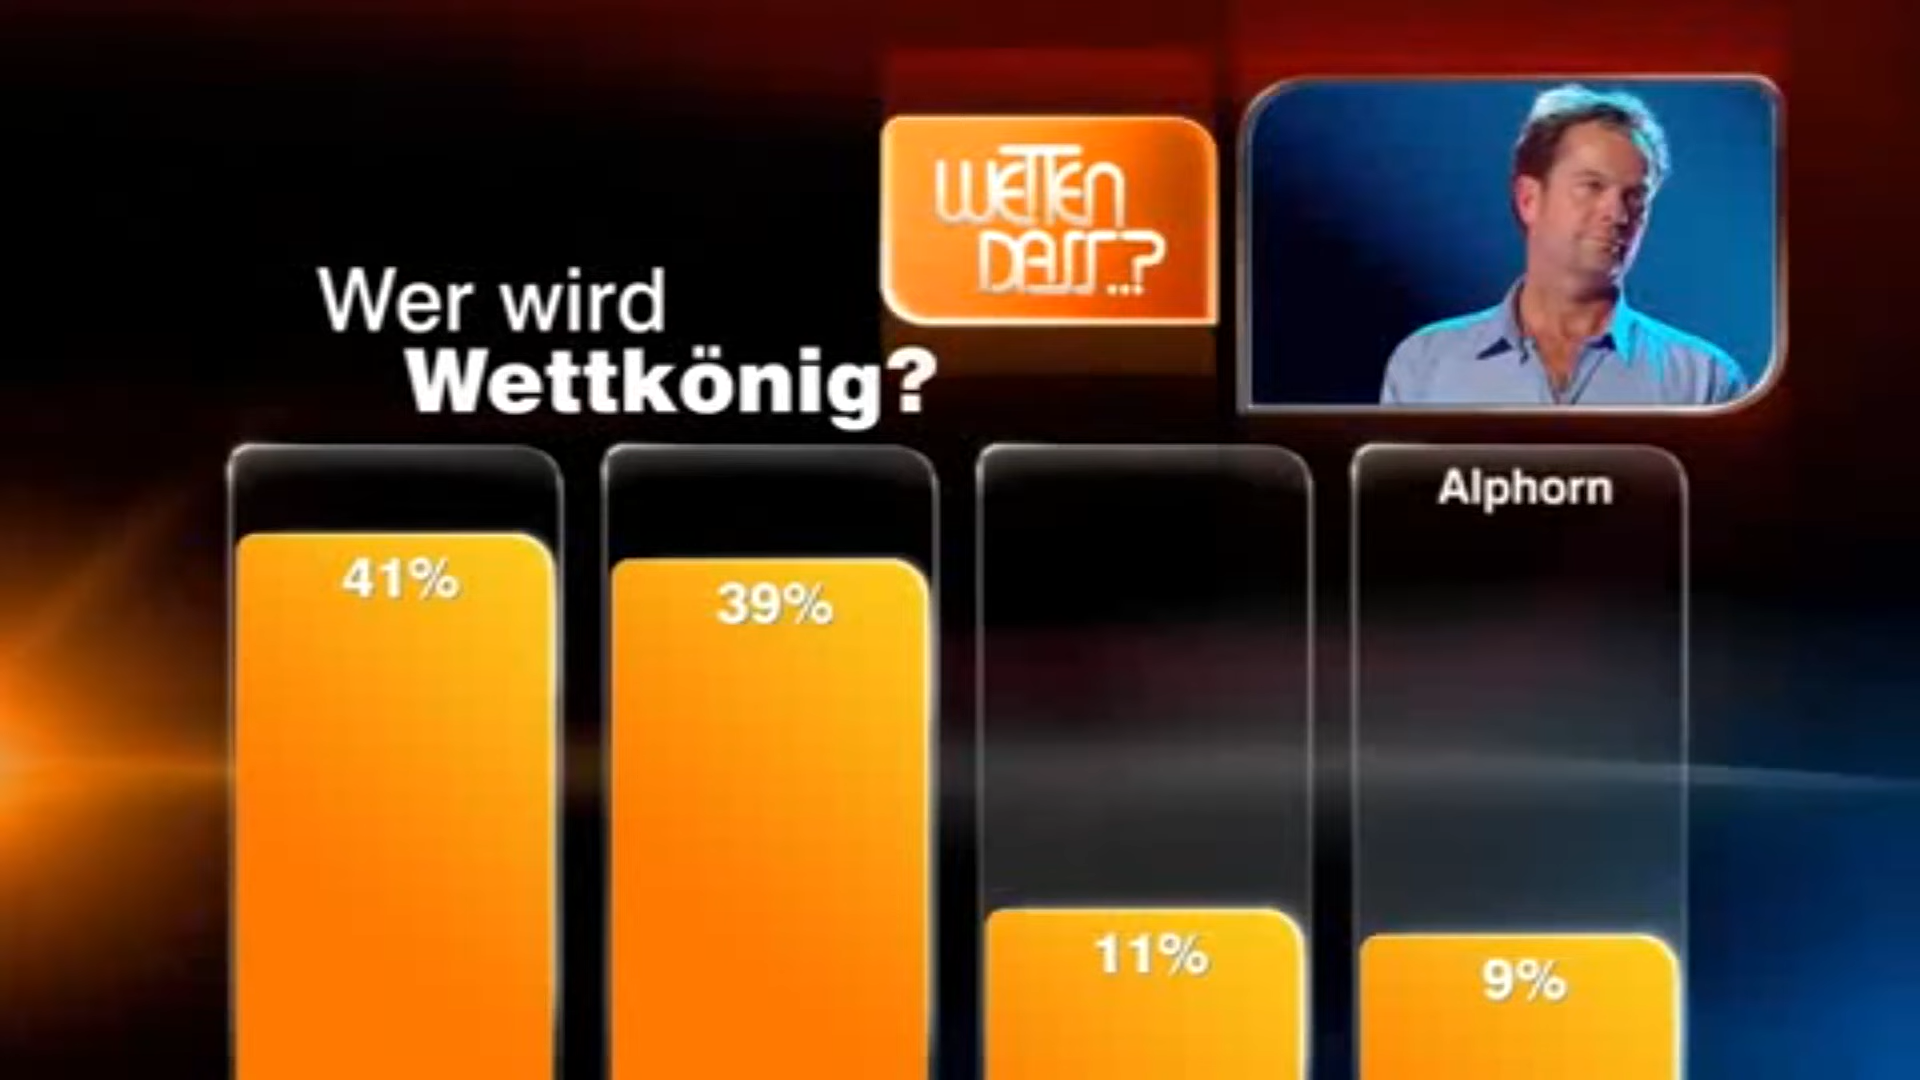 WETTEN
DASS..?
Wer wird
Wettkönig?
Alphorn
41%
39%
11%
9%